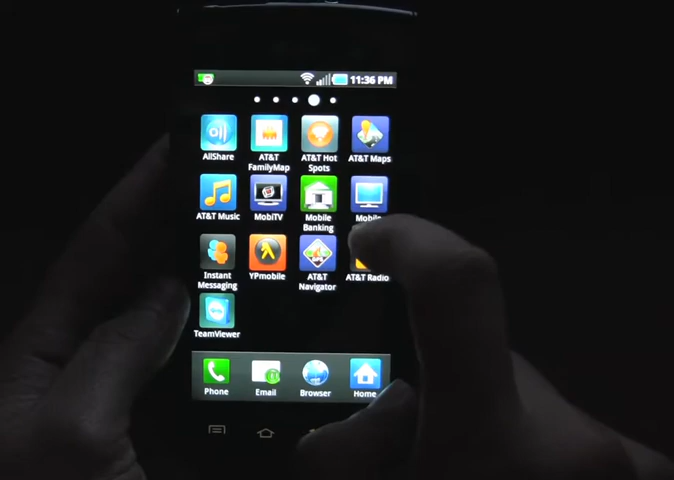 11:36 PM
AllShare
AT&T FamilyMap
AT&T Hot Spots
AT&T Maps
AT&T Music
MobiTV
Mobile Banking
Mobile
Instant Messaging
YPmobile
AT&T Navigator
AT&T Radio
TeamViewer
Phone
Email
Browser
Home